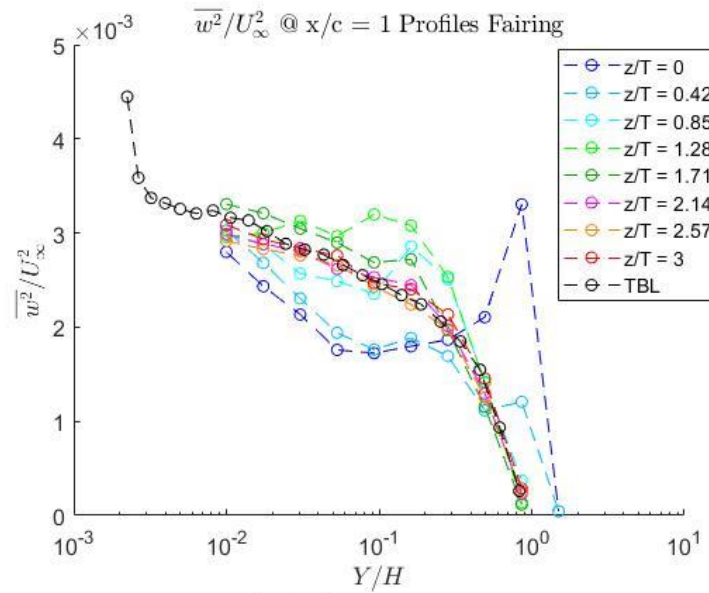 w²/U∞² @ x/c = 1 Profiles Fairing
×10⁻³
5
4
3
2
1
0
w²/U∞²
10⁻³
10⁻²
10⁻¹
10⁰
10¹
Y/H
z/T = 0
z/T = 0.42
z/T = 0.85
z/T = 1.28
z/T = 1.71
z/T = 2.14
z/T = 2.57
z/T = 3
TBL